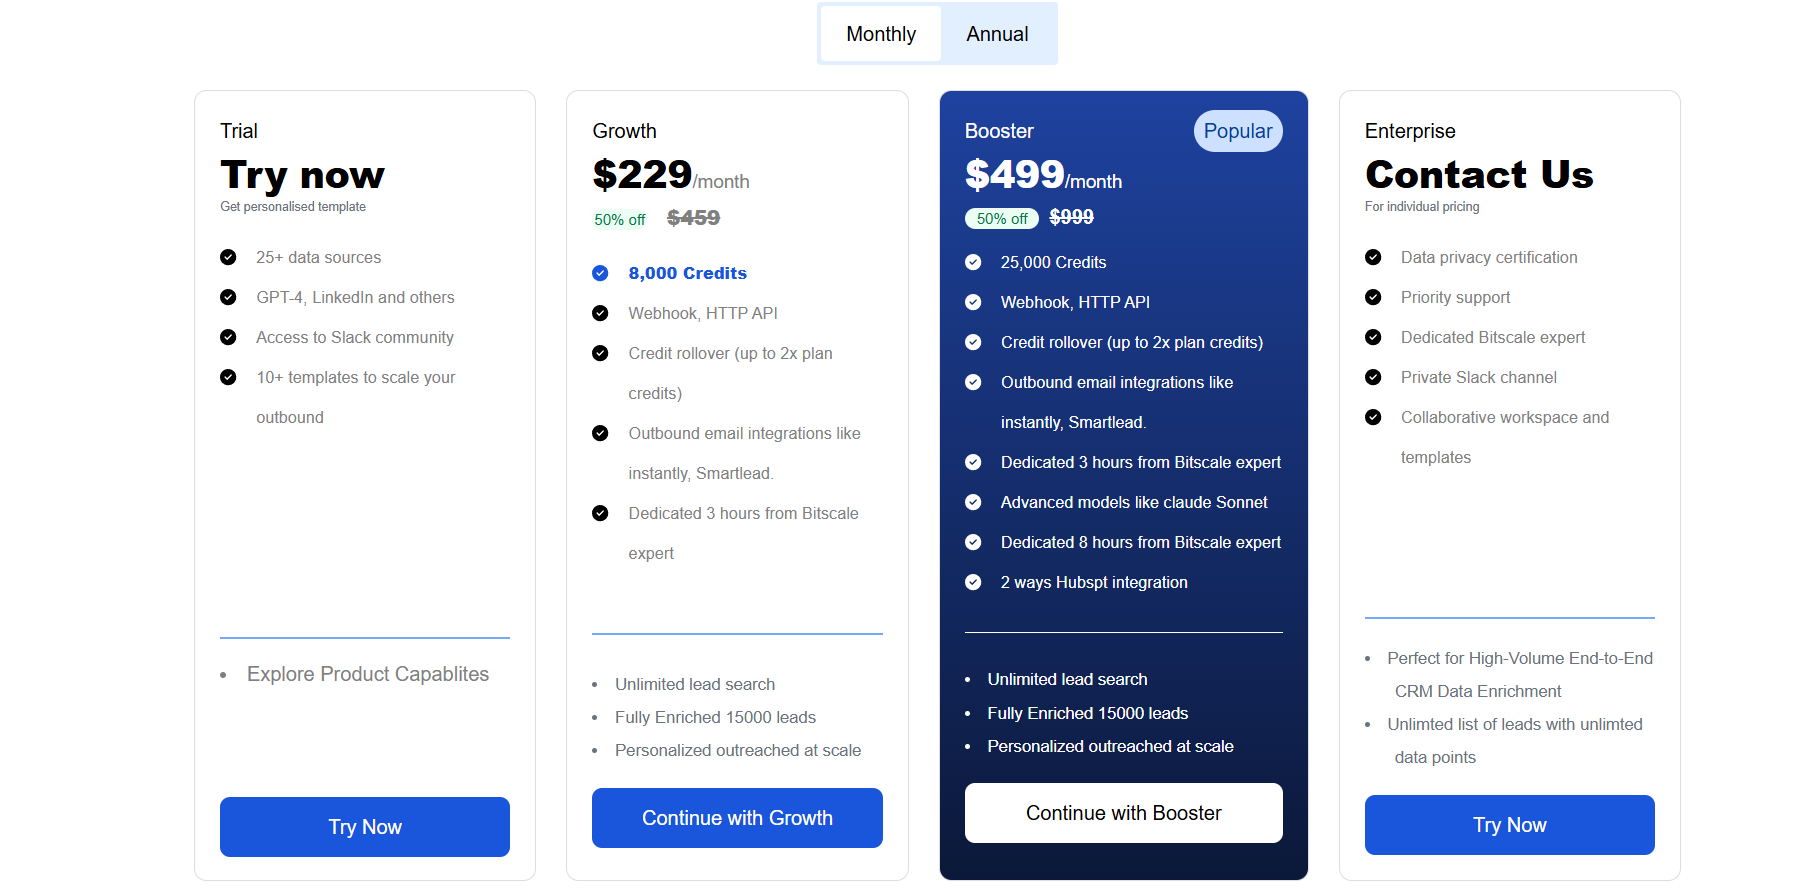 Monthly
Annual
Trial
Try now
Get personalised template
25+ data sources
GPT-4, LinkedIn and others
Access to Slack community
10+ templates to scale your
outbound
Explore Product Capablites
Try Now
Growth
$229/month
50% off $459
8,000 Credits
Webhook, HTTP API
Credit rollover (up to 2x plan
credits)
Outbound email integrations like
instantly, Smartlead.
Dedicated 3 hours from Bitscale
expert
Unlimited lead search
Fully Enriched 15000 leads
Personalized outreached at scale
Continue with Growth
Booster
Popular
$499/month
50% off $999
25,000 Credits
Webhook, HTTP API
Credit rollover (up to 2x plan credits)
Outbound email integrations like
instantly, Smartlead.
Dedicated 3 hours from Bitscale expert
Advanced models like claude Sonnet
Dedicated 8 hours from Bitscale expert
2 ways Hubspt integration
Unlimited lead search
Fully Enriched 15000 leads
Personalized outreached at scale
Continue with Booster
Enterprise
Contact Us
For individual pricing
Data privacy certification
Priority support
Dedicated Bitscale expert
Private Slack channel
Collaborative workspace and
templates
Perfect for High-Volume End-to-End
CRM Data Enrichment
Unlimted list of leads with unlimted
data points
Try Now